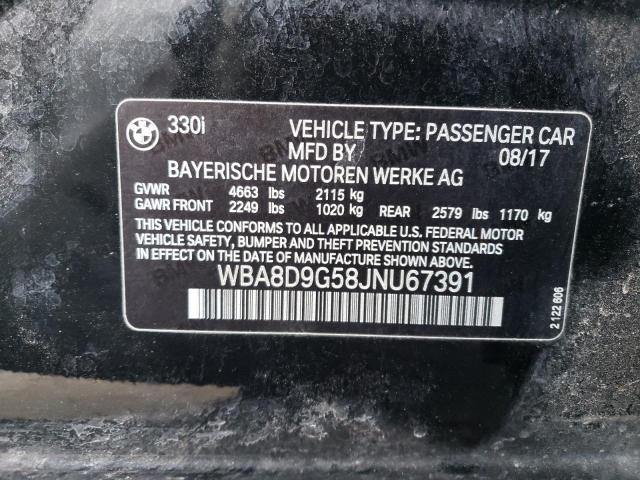 BMW 330i VEHICLE TYPE: PASSENGER CAR
MFD BY 08/17
BAYERISCHE MOTOREN WERKE AG
GVWR 4663 lbs 2115 kg
GAWR FRONT 2249 lbs 1020 kg REAR 2579 lbs 1170 kg
THIS VEHICLE CONFORMS TO ALL APPLICABLE U.S. FEDERAL MOTOR
VEHICLE SAFETY, BUMPER AND THEFT PREVENTION STANDARDS
IN EFFECT ON THE DATE OF MANUFACTURE SHOWN ABOVE.
WBA8D9G58JNU67391
2 122 606